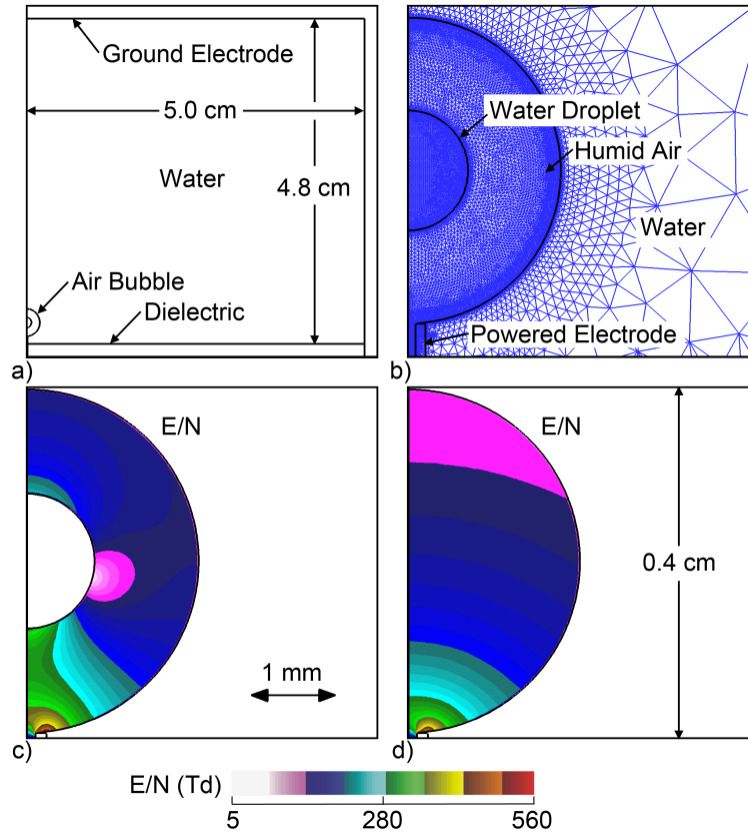 Ground Electrode
5.0 cm
Water
4.8 cm
Air Bubble
Dielectric
a)
Water Droplet
Humid Air
Water
Powered Electrode
b)
E/N
1 mm
c)
E/N
0.4 cm
d)
E/N (Td)
5 280 560